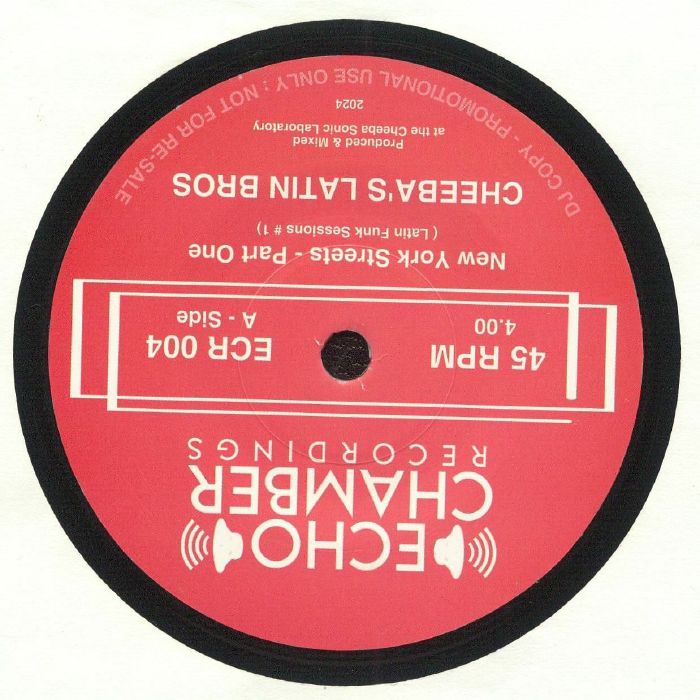 ECHO
CHAMBER
RECORDINGS
45 RPM
4.00
ECR 004
A - Side
New York Streets - Part One
( Latin Funk Sessions # 1)
CHEEBA'S LATIN BROS
Produced & Mixed
at the Cheeba Sonic Laboratory
2024
DJ COPY - PROMOTIONAL USE ONLY : NOT FOR RE-SALE